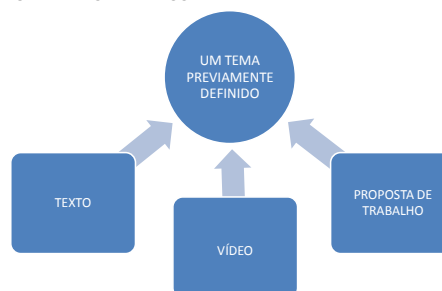 UM TEMA
PREVIAMENTE
DEFINIDO
TEXTO
VÍDEO
PROPOSTA DE
TRABALHO